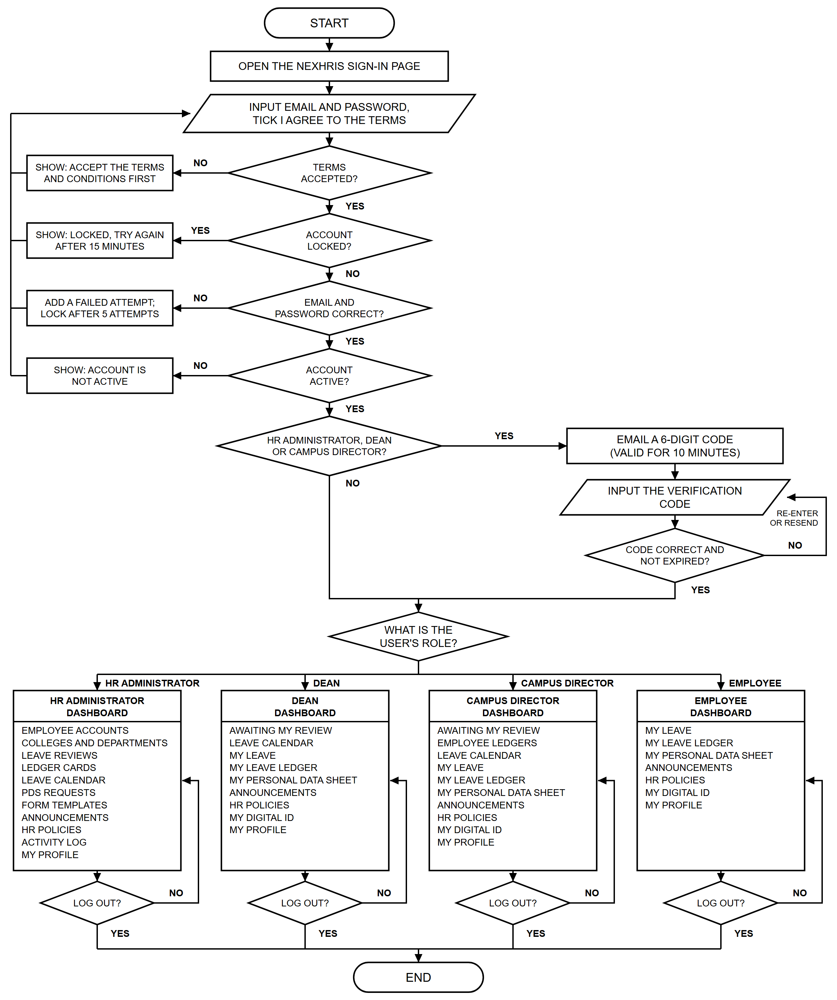 START
OPEN THE NEXHRIS SIGN-IN PAGE
INPUT EMAIL AND PASSWORD,
TICK I AGREE TO THE TERMS
SHOW: ACCEPT THE TERMS
AND CONDITIONS FIRST
NO
TERMS
ACCEPTED?
YES
SHOW: LOCKED, TRY AGAIN
AFTER 15 MINUTES
YES
ACCOUNT
LOCKED?
NO
ADD A FAILED ATTEMPT;
LOCK AFTER 5 ATTEMPTS
NO
EMAIL AND
PASSWORD CORRECT?
YES
SHOW: ACCOUNT IS
NOT ACTIVE
NO
ACCOUNT
ACTIVE?
YES
HR ADMINISTRATOR, DEAN
OR CAMPUS DIRECTOR?
YES
NO
EMAIL A 6-DIGIT CODE
(VALID FOR 10 MINUTES)
INPUT THE VERIFICATION
CODE
RE-ENTER
OR RESEND
CODE CORRECT AND
NOT EXPIRED?
NO
YES
WHAT IS THE
USER'S ROLE?
HR ADMINISTRATOR
DEAN
CAMPUS DIRECTOR
EMPLOYEE
HR ADMINISTRATOR
DASHBOARD
EMPLOYEE ACCOUNTS
COLLEGES AND DEPARTMENTS
LEAVE REVIEWS
LEDGER CARDS
LEAVE CALENDAR
PDS REQUESTS
FORM TEMPLATES
ANNOUNCEMENTS
HR POLICIES
ACTIVITY LOG
MY PROFILE
DEAN
DASHBOARD
AWAITING MY REVIEW
LEAVE CALENDAR
MY LEAVE
MY LEAVE LEDGER
MY PERSONAL DATA SHEET
ANNOUNCEMENTS
HR POLICIES
MY DIGITAL ID
MY PROFILE
CAMPUS DIRECTOR
DASHBOARD
AWAITING MY REVIEW
EMPLOYEE LEDGERS
LEAVE CALENDAR
MY LEAVE
MY LEAVE LEDGER
MY PERSONAL DATA SHEET
ANNOUNCEMENTS
HR POLICIES
MY DIGITAL ID
MY PROFILE
EMPLOYEE
DASHBOARD
MY LEAVE
MY LEAVE LEDGER
MY PERSONAL DATA SHEET
ANNOUNCEMENTS
HR POLICIES
MY DIGITAL ID
MY PROFILE
LOG OUT?
NO
YES
LOG OUT?
NO
YES
LOG OUT?
NO
YES
LOG OUT?
NO
YES
END